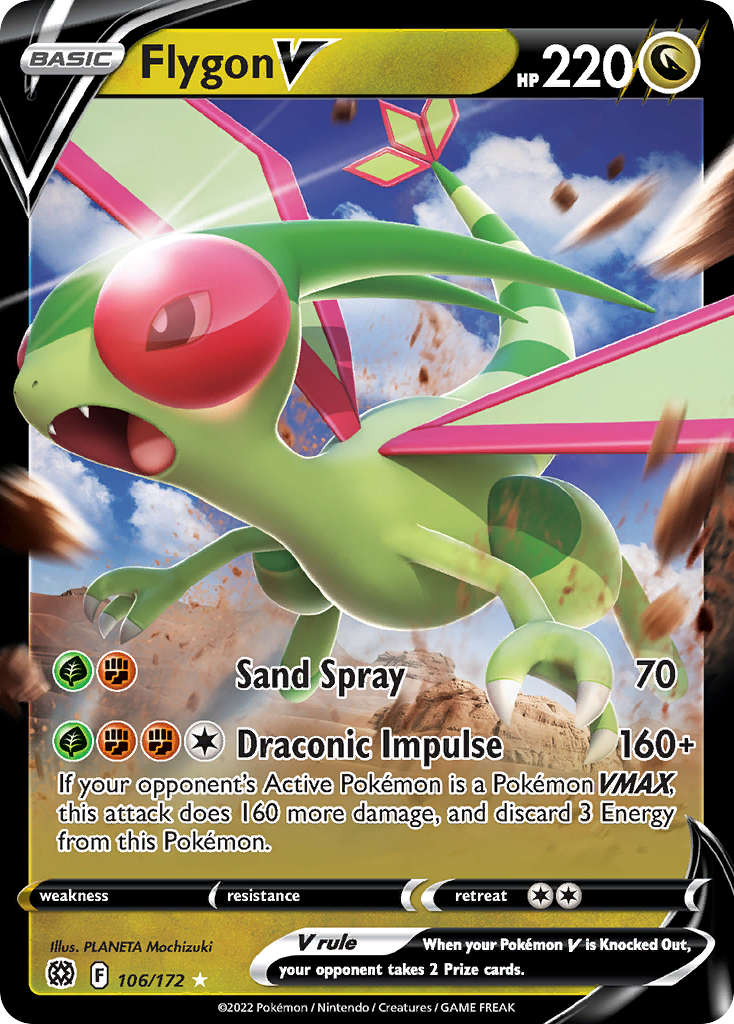 BASIC Flygon V HP 220
Sand Spray 70
Draconic Impulse 160+
If your opponent's Active Pokémon is a Pokémon VMAX,
this attack does 160 more damage, and discard 3 Energy
from this Pokémon.
weakness resistance retreat
Illus. PLANETA Mochizuki
V rule When your Pokémon V is Knocked Out,
your opponent takes 2 Prize cards.
F 106/172
©2022 Pokémon / Nintendo / Creatures / GAME FREAK